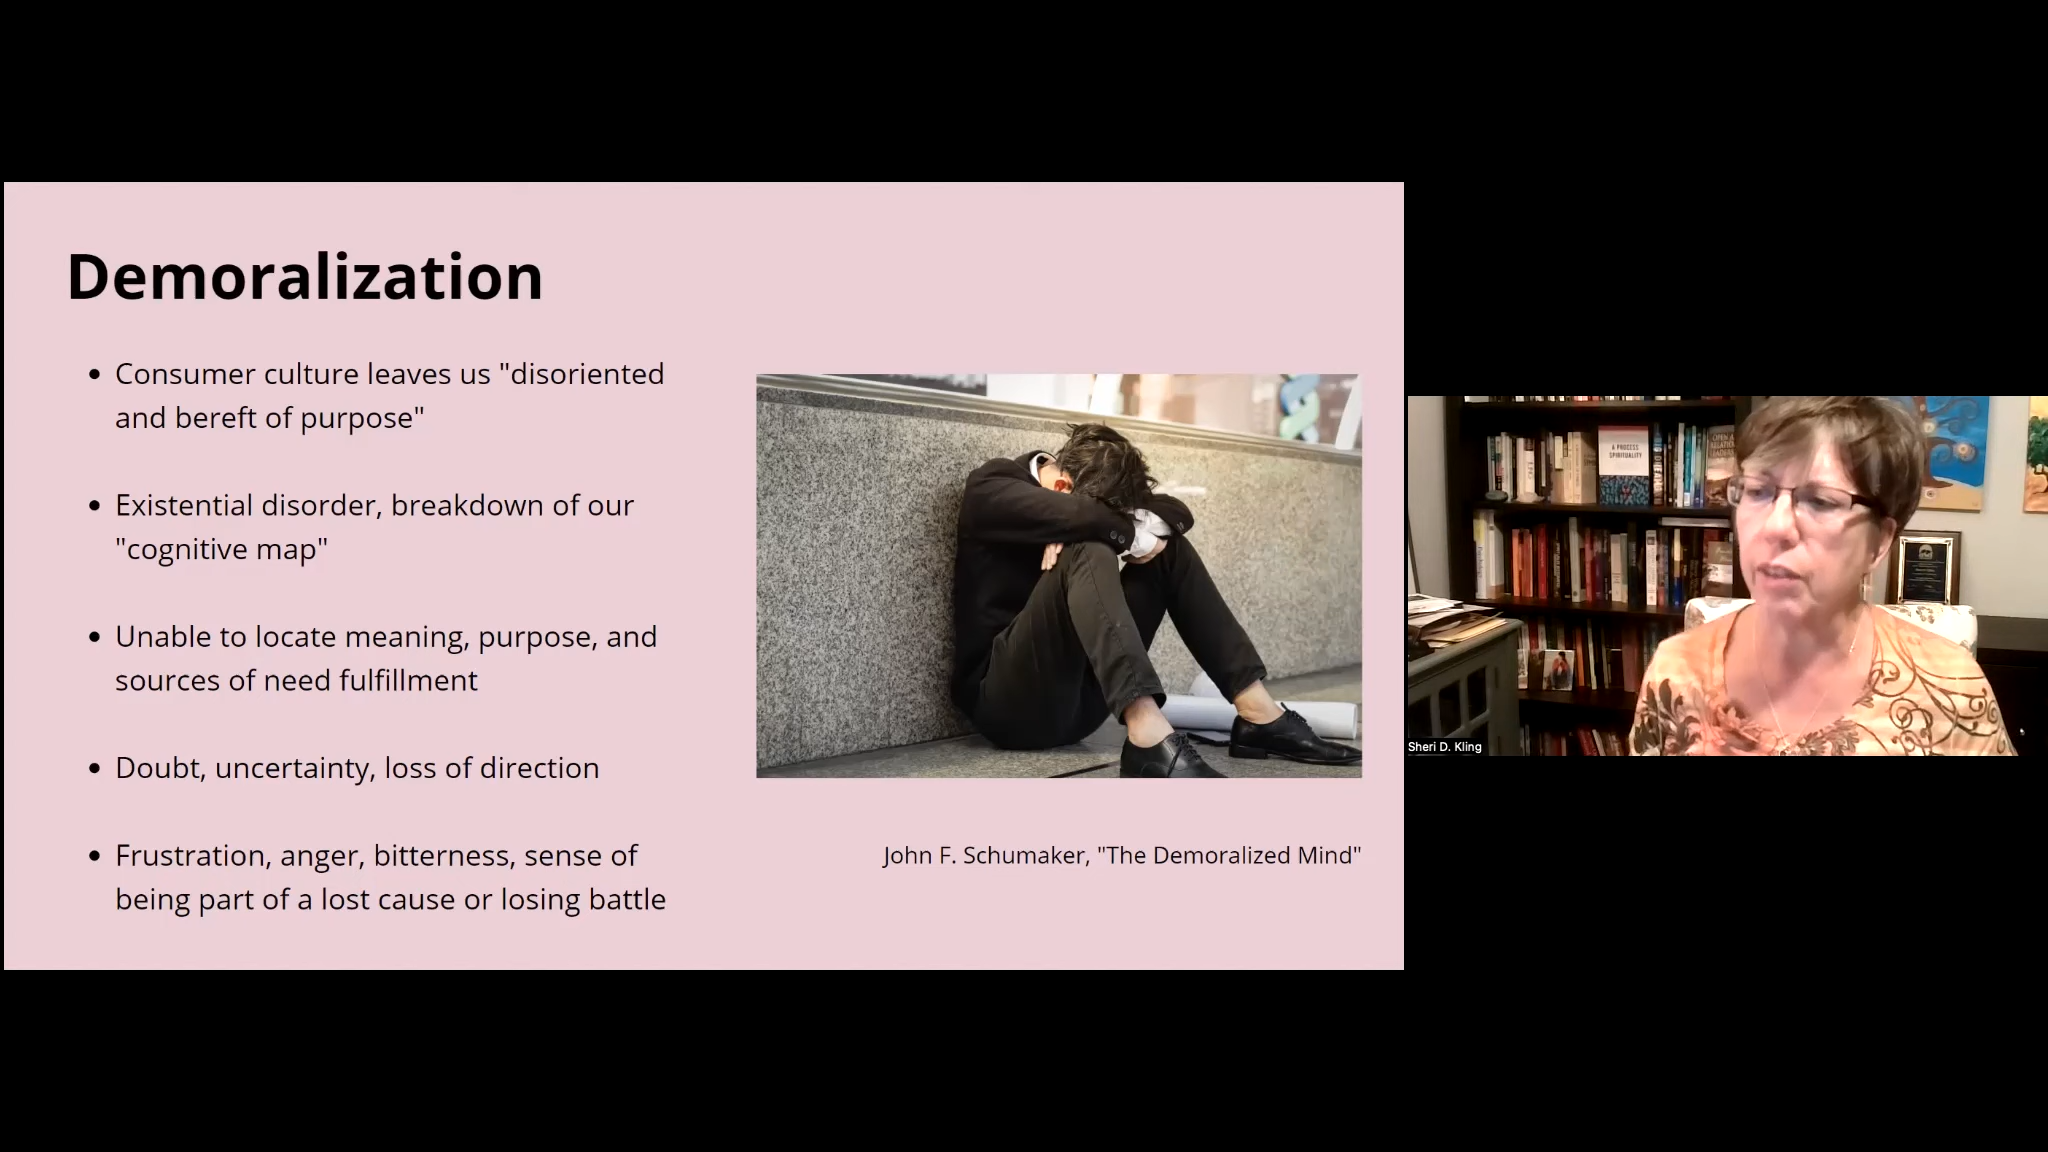 Demoralization
• Consumer culture leaves us "disoriented
and bereft of purpose"
• Existential disorder, breakdown of our
"cognitive map"
• Unable to locate meaning, purpose, and
sources of need fulfillment
• Doubt, uncertainty, loss of direction
• Frustration, anger, bitterness, sense of
being part of a lost cause or losing battle
John F. Schumaker, "The Demoralized Mind"
A PROCESS
SPIRITUALITY
Sheri D. Kling